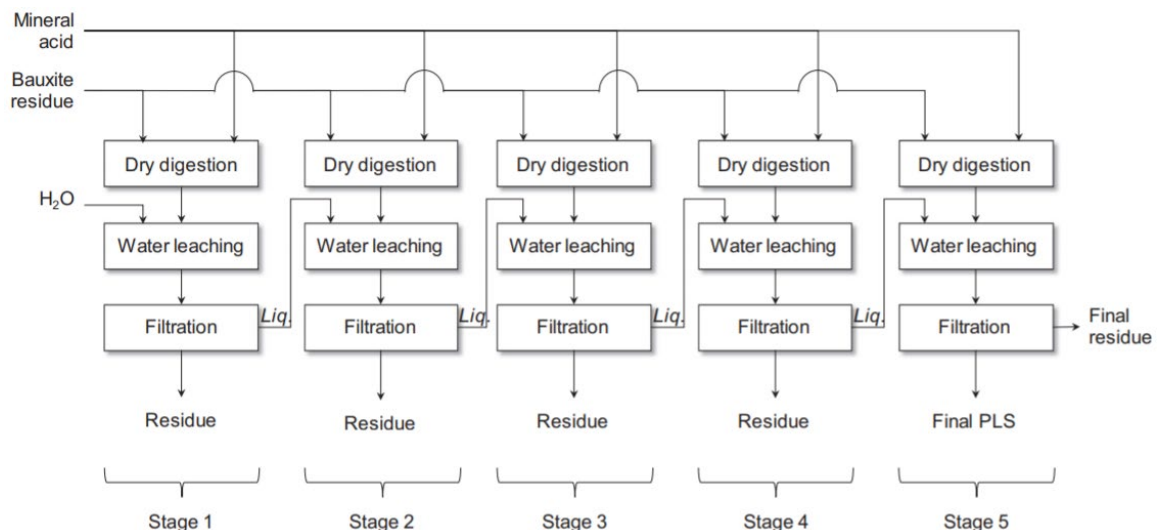 Mineral
acid
Bauxite
residue
Dry digestion
Dry digestion
Dry digestion
Dry digestion
Dry digestion
H₂O
Water leaching
Water leaching
Water leaching
Water leaching
Water leaching
Filtration
Liq.
Filtration
Liq.
Filtration
Liq.
Filtration
Liq.
Filtration
Final
residue
Residue
Residue
Residue
Residue
Final PLS
Stage 1
Stage 2
Stage 3
Stage 4
Stage 5